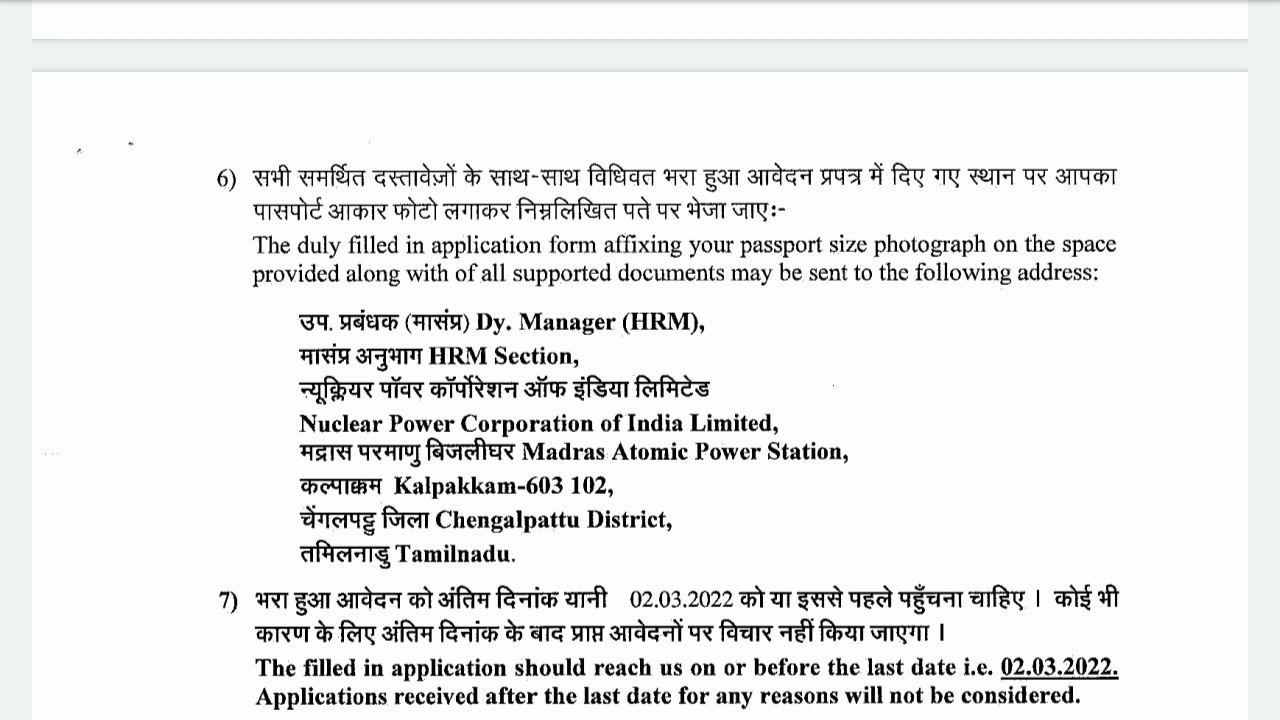 6) सभी समर्थित दस्तावेज़ों के साथ-साथ विधिवत भरा हुआ आवेदन प्रपत्र में दिए गए स्थान पर आपका
पासपोर्ट आकार फोटो लगाकर निम्नलिखित पते पर भेजा जाए:-
The duly filled in application form affixing your passport size photograph on the space
provided along with of all supported documents may be sent to the following address:
उप. प्रबंधक (मासंप्र) Dy. Manager (HRM),
मासंप्र अनुभाग HRM Section,
न्यूक्लियर पॉवर कॉर्पोरेशन ऑफ इंडिया लिमिटेड
Nuclear Power Corporation of India Limited,
मद्रास परमाणु बिजलीघर Madras Atomic Power Station,
कल्पाक्कम Kalpakkam-603 102,
चेंगलपट्टु जिला Chengalpattu District,
तमिलनाडु Tamilnadu.
7) भरा हुआ आवेदन को अंतिम दिनांक यानी 02.03.2022 को या इससे पहले पहुँचना चाहिए । कोई भी
कारण के लिए अंतिम दिनांक के बाद प्राप्त आवेदनों पर विचार नहीं किया जाएगा ।
The filled in application should reach us on or before the last date i.e. 02.03.2022.
Applications received after the last date for any reasons will not be considered.